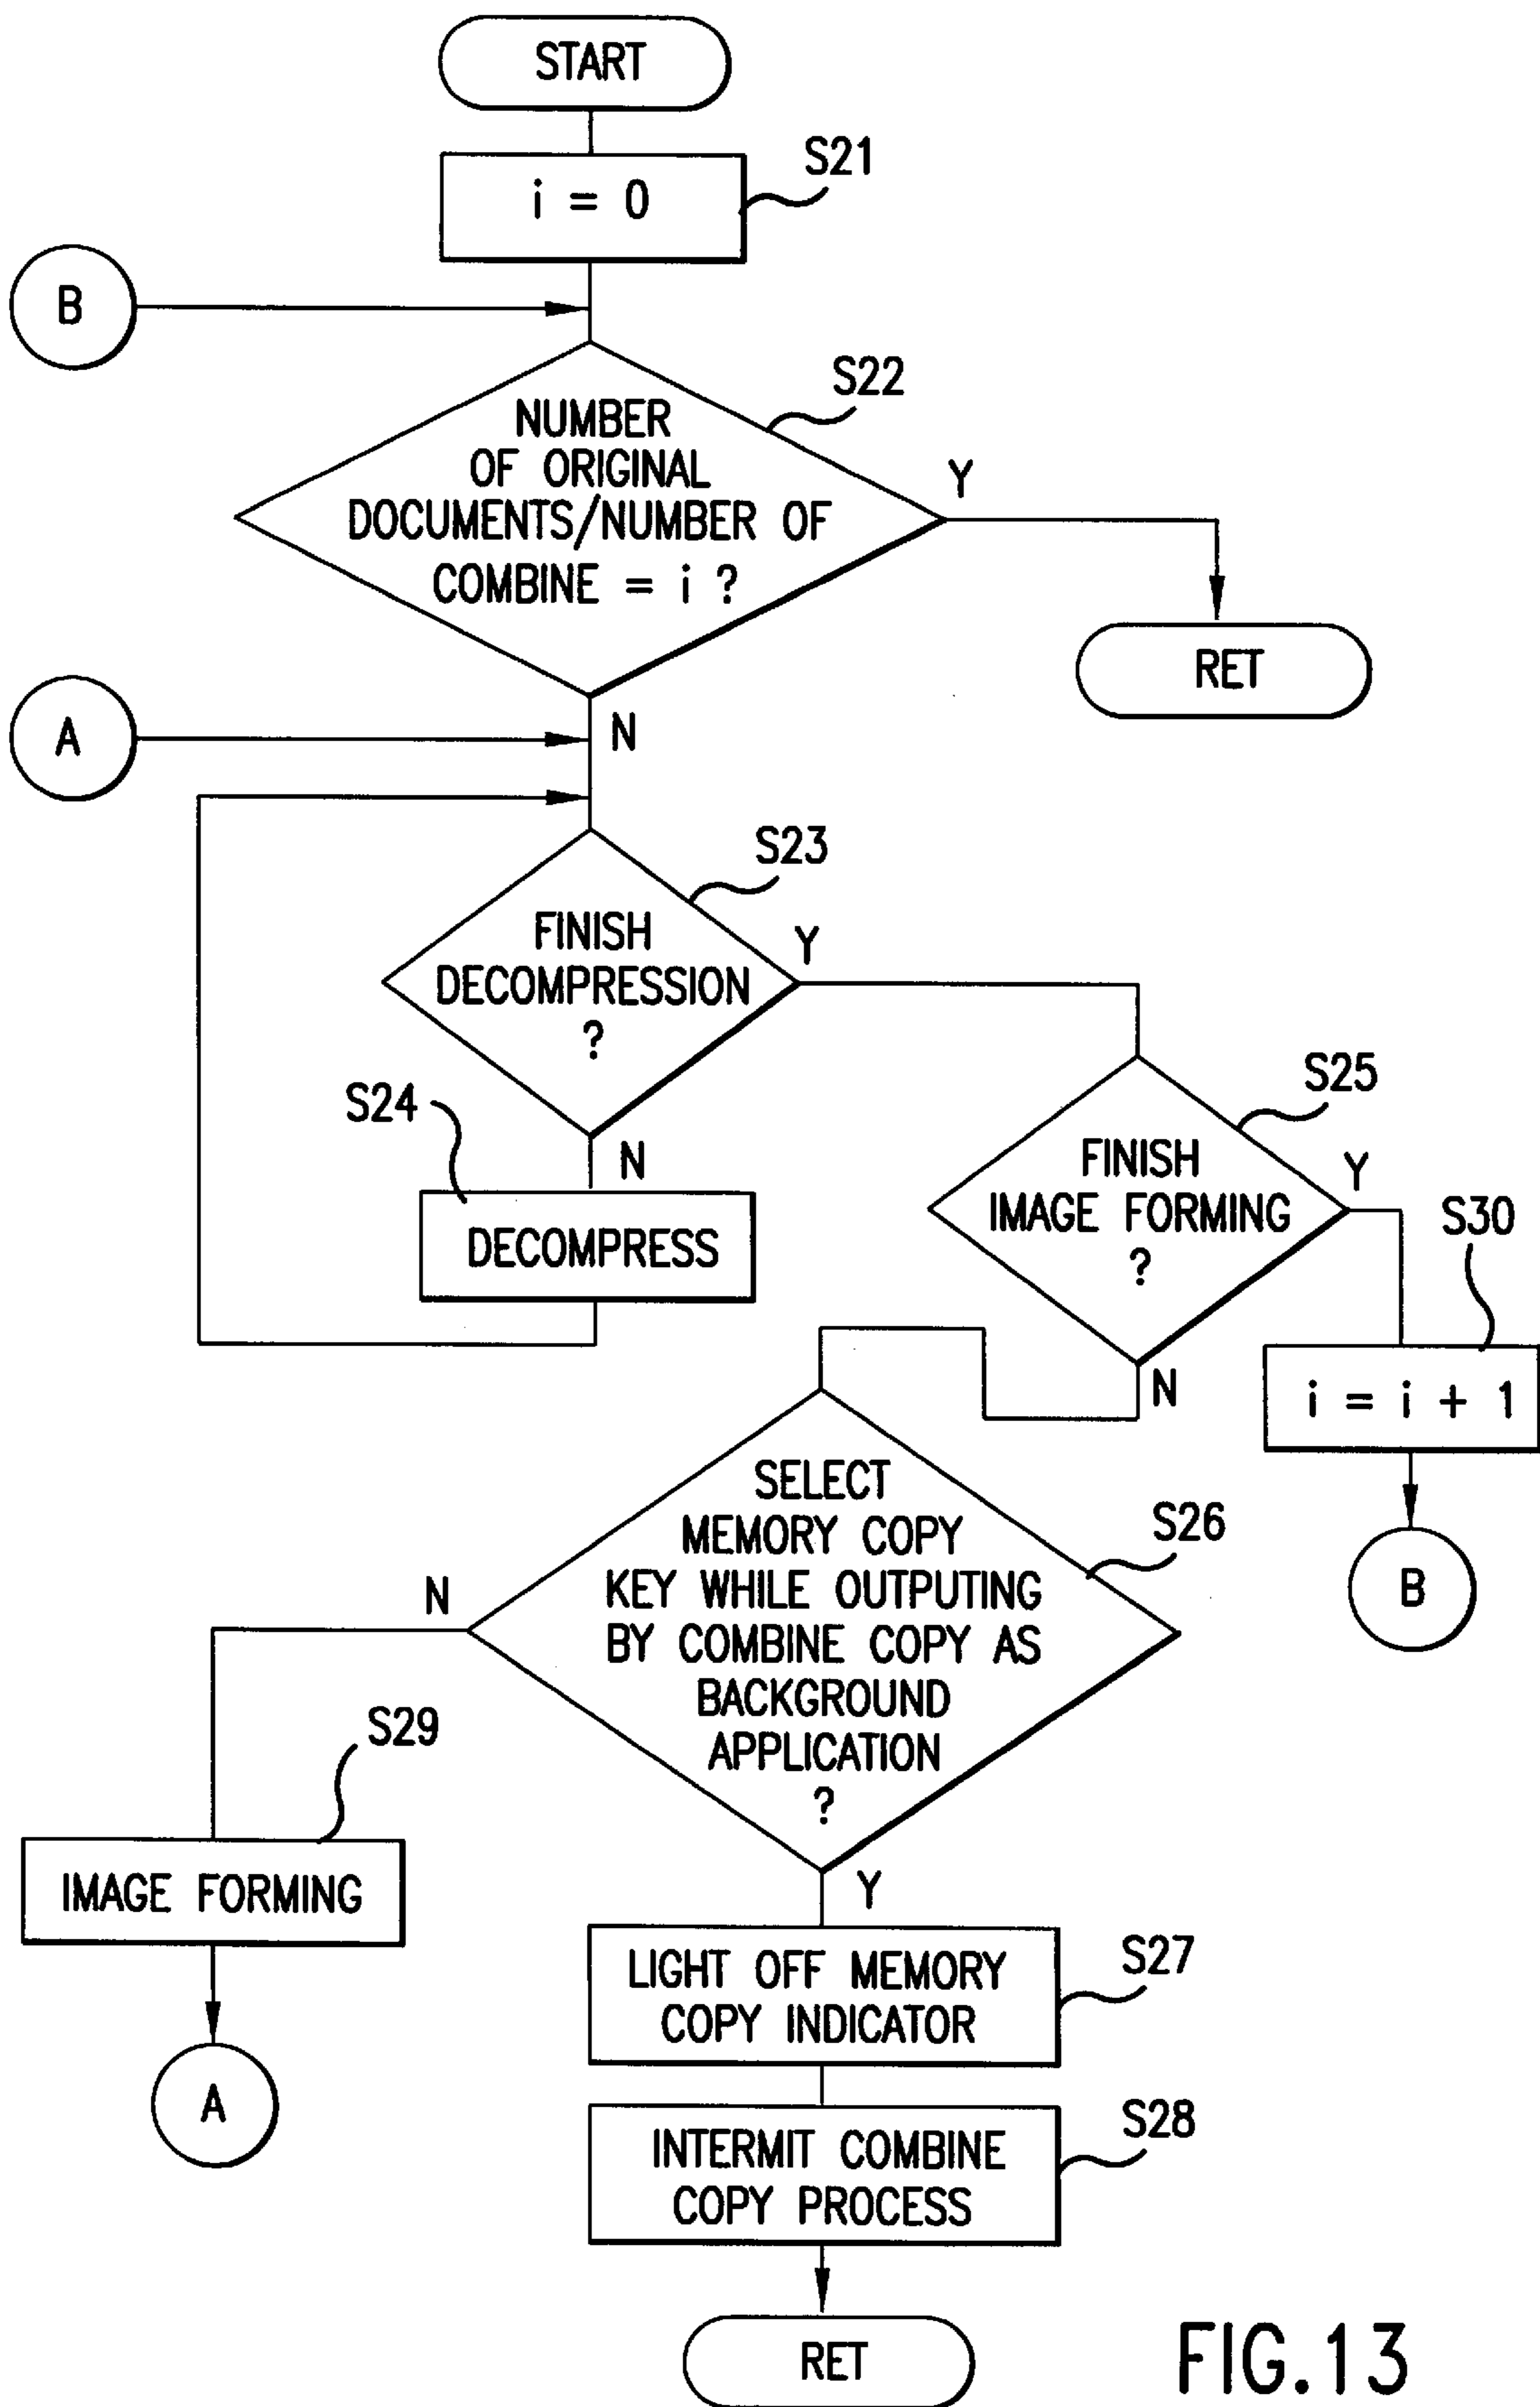 START
S21
i = 0
B
S22
NUMBER
OF ORIGINAL
DOCUMENTS/NUMBER OF
COMBINE = i ?
Y
RET
A
N
S23
FINISH
DECOMPRESSION
?
Y
S24
N
DECOMPRESS
S25
FINISH
IMAGE FORMING
?
Y
S30
N
i = i + 1
B
SELECT
MEMORY COPY
KEY WHILE OUTPUTING
BY COMBINE COPY AS
BACKGROUND
APPLICATION
?
S26
N
S29
IMAGE FORMING
A
Y
LIGHT OFF MEMORY
COPY INDICATOR
S27
INTERMIT COMBINE
COPY PROCESS
S28
RET
FIG.13